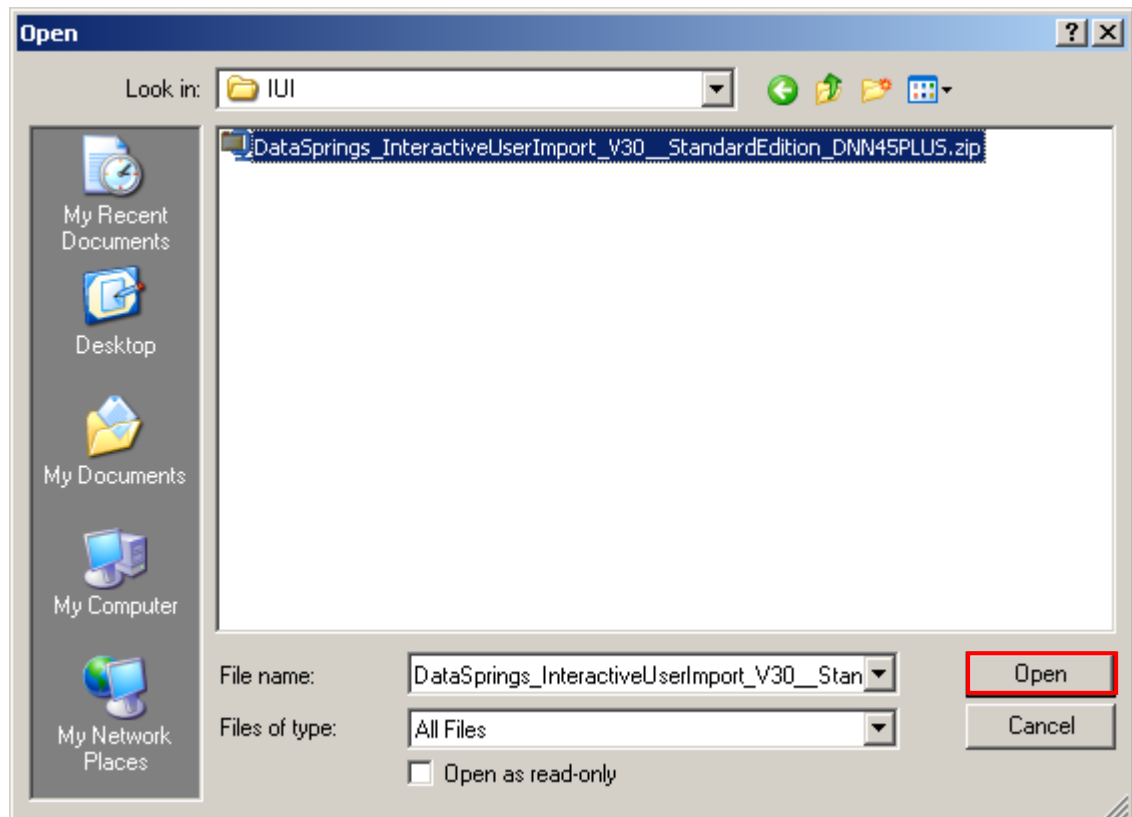 Open
Look in:
IUI
DataSprings_InteractiveUserImport_V30__StandardEdition_DNN45PLUS.zip
My Recent
Documents
Desktop
My Documents
My Computer
My Network
Places
File name:
DataSprings_InteractiveUserImport_V30__Stan
Open
Files of type:
All Files
Cancel
Open as read-only